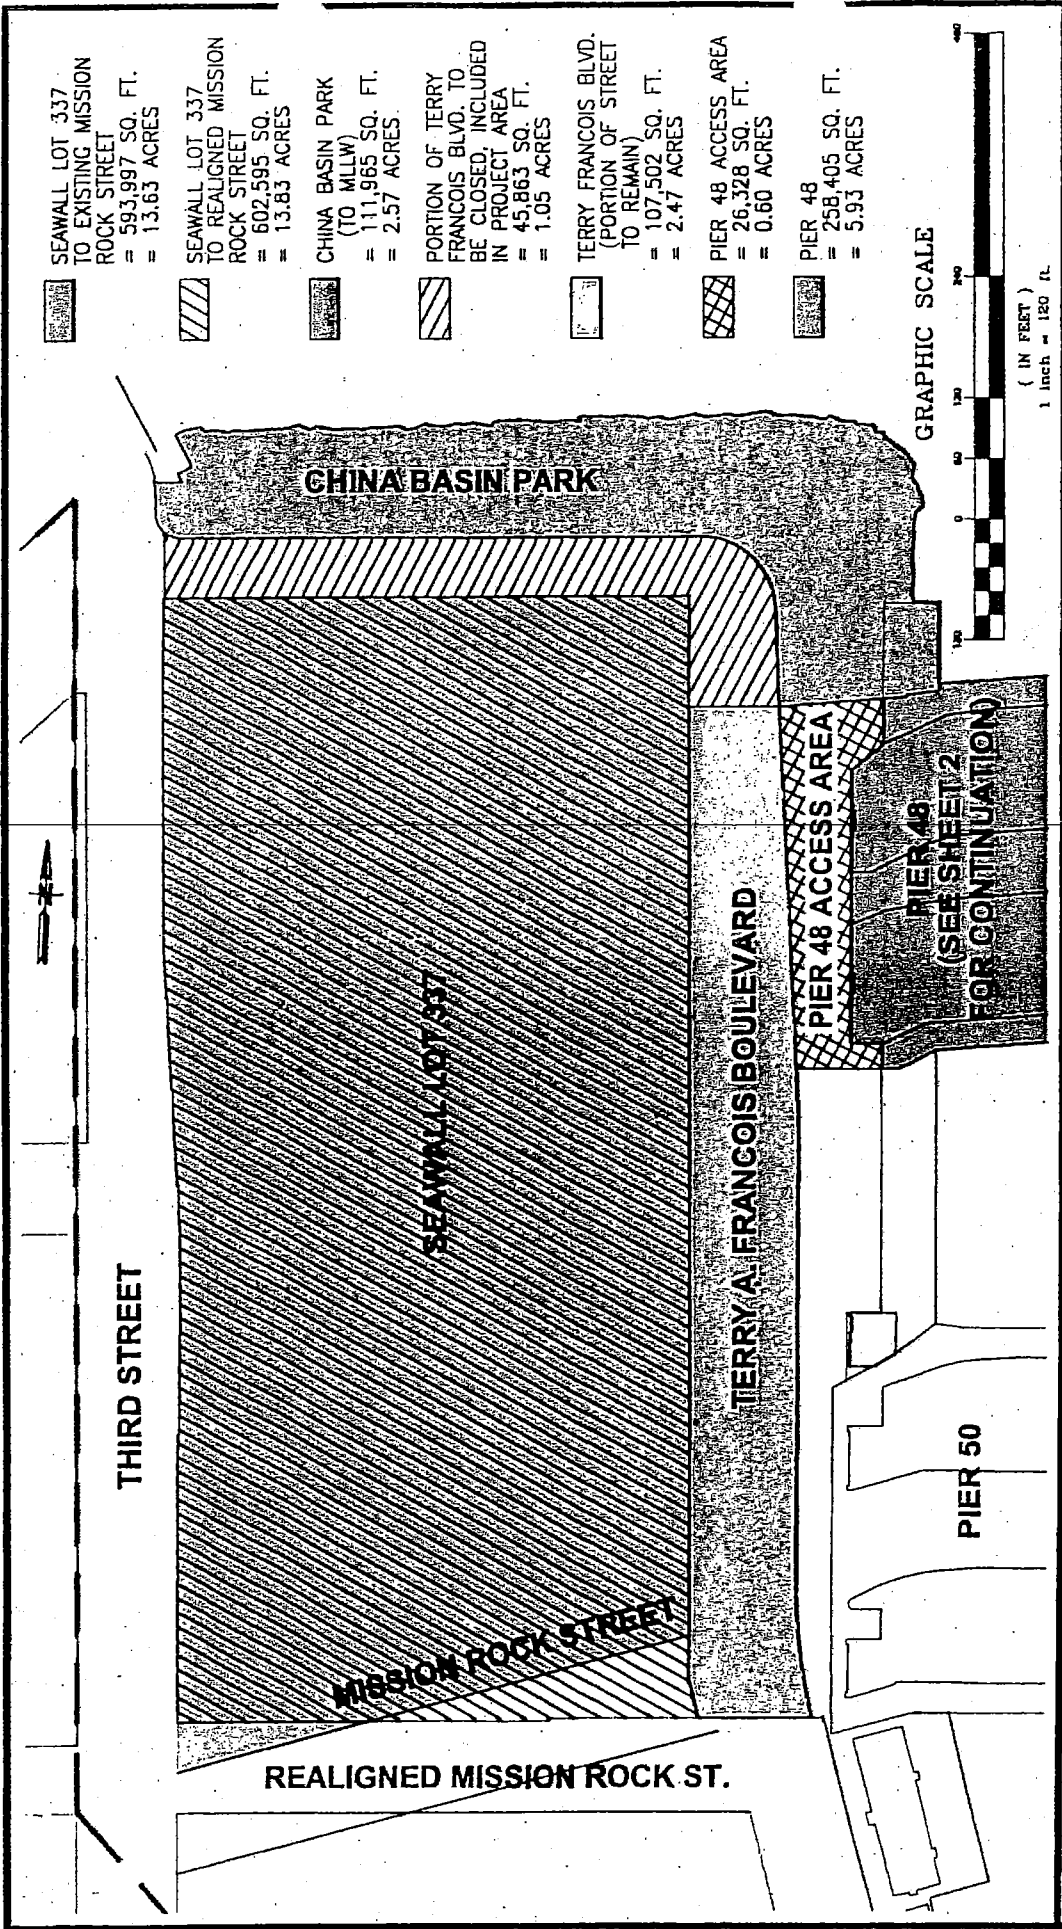 SEAWALL LOT 337
TO EXISTING MISSION
ROCK STREET
= 593,997 SQ. FT.
= 13.63 ACRES
SEAWALL LOT 337
TO REALIGNED MISSION
ROCK STREET
= 602,595 SQ. FT.
= 13.83 ACRES
CHINA BASIN PARK
(TO MLLW)
= 111,965 SQ. FT.
= 2.57 ACRES
PORTION OF TERRY
FRANCOIS BLVD. TO
BE CLOSED, INCLUDED
IN PROJECT AREA
= 45,863 SQ. FT.
= 1.05 ACRES
TERRY FRANCOIS BLVD.
(PORTION OF STREET
TO REMAIN)
= 107,502 SQ. FT.
= 2.47 ACRES
PIER 48 ACCESS AREA
= 26,328 SQ. FT.
= 0.60 ACRES
PIER 48
= 258,405 SQ. FT.
= 5.93 ACRES
GRAPHIC SCALE
120 0 60 120 240 480
( IN FEET )
1 inch = 120 ft.
CHINA BASIN PARK
THIRD STREET
SEAWALL LOT 337
TERRY A. FRANCOIS BOULEVARD
PIER 48 ACCESS AREA
PIER 48
(SEE SHEET 2
FOR CONTINUATION)
MISSION ROCK STREET
REALIGNED MISSION ROCK ST.
PIER 50